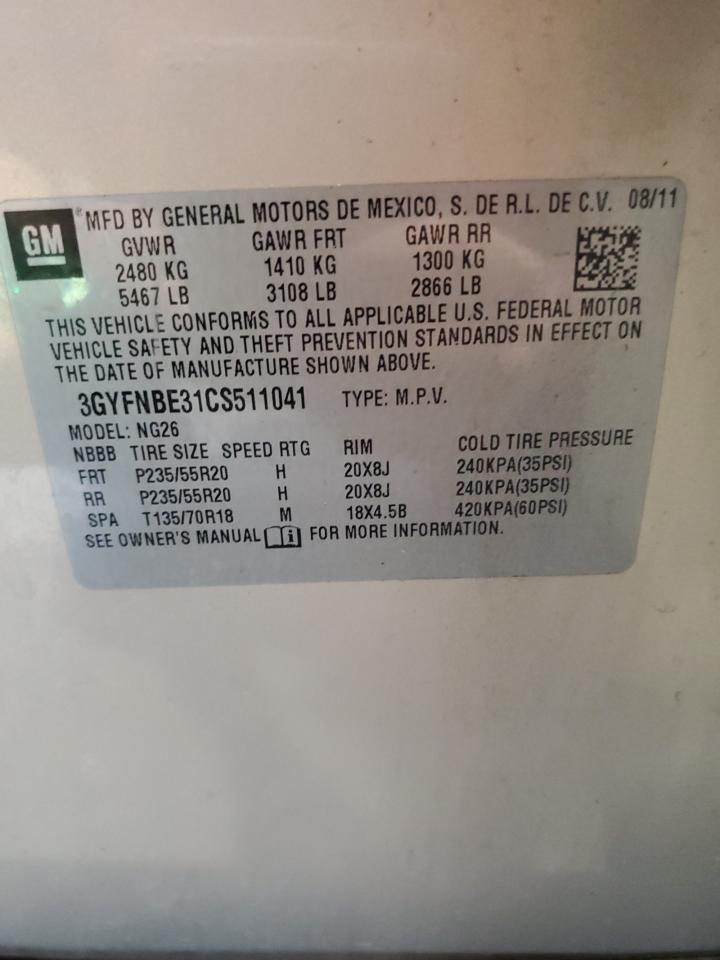 GM
® MFD BY GENERAL MOTORS DE MEXICO, S. DE R.L. DE C.V. 08/11
GVWR GAWR FRT GAWR RR
2480 KG 1410 KG 1300 KG
5467 LB 3108 LB 2866 LB
THIS VEHICLE CONFORMS TO ALL APPLICABLE U.S. FEDERAL MOTOR
VEHICLE SAFETY AND THEFT PREVENTION STANDARDS IN EFFECT ON
THE DATE OF MANUFACTURE SHOWN ABOVE.
3GYFNBE31CS511041 TYPE: M.P.V.
MODEL: NG26
NBBB TIRE SIZE SPEED RTG RIM COLD TIRE PRESSURE
FRT P235/55R20 H 20X8J 240KPA(35PSI)
RR P235/55R20 H 20X8J 240KPA(35PSI)
SPA T135/70R18 M 18X4.5B 420KPA(60PSI)
SEE OWNER'S MANUAL i FOR MORE INFORMATION.